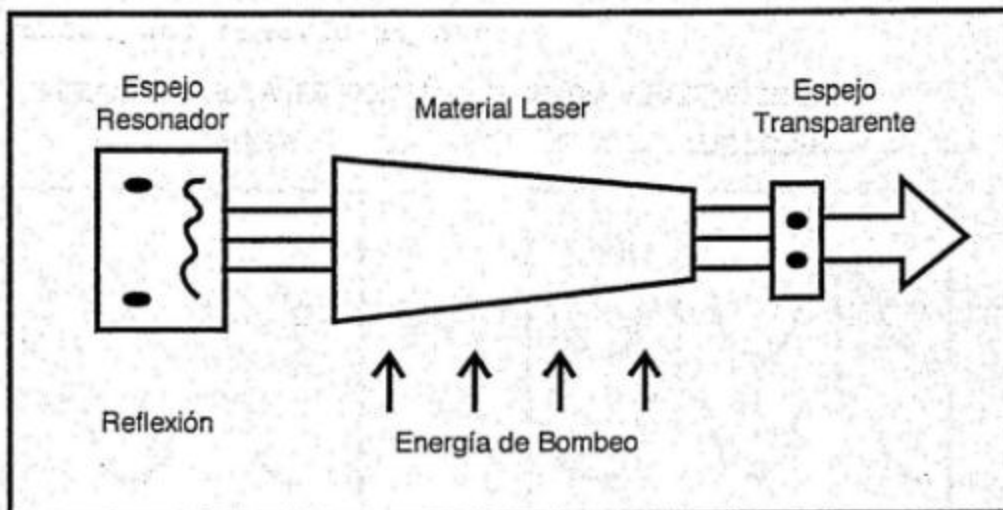 Espejo
Resonador
Material Laser
Espejo
Transparente
Reflexión
Energía de Bombeo